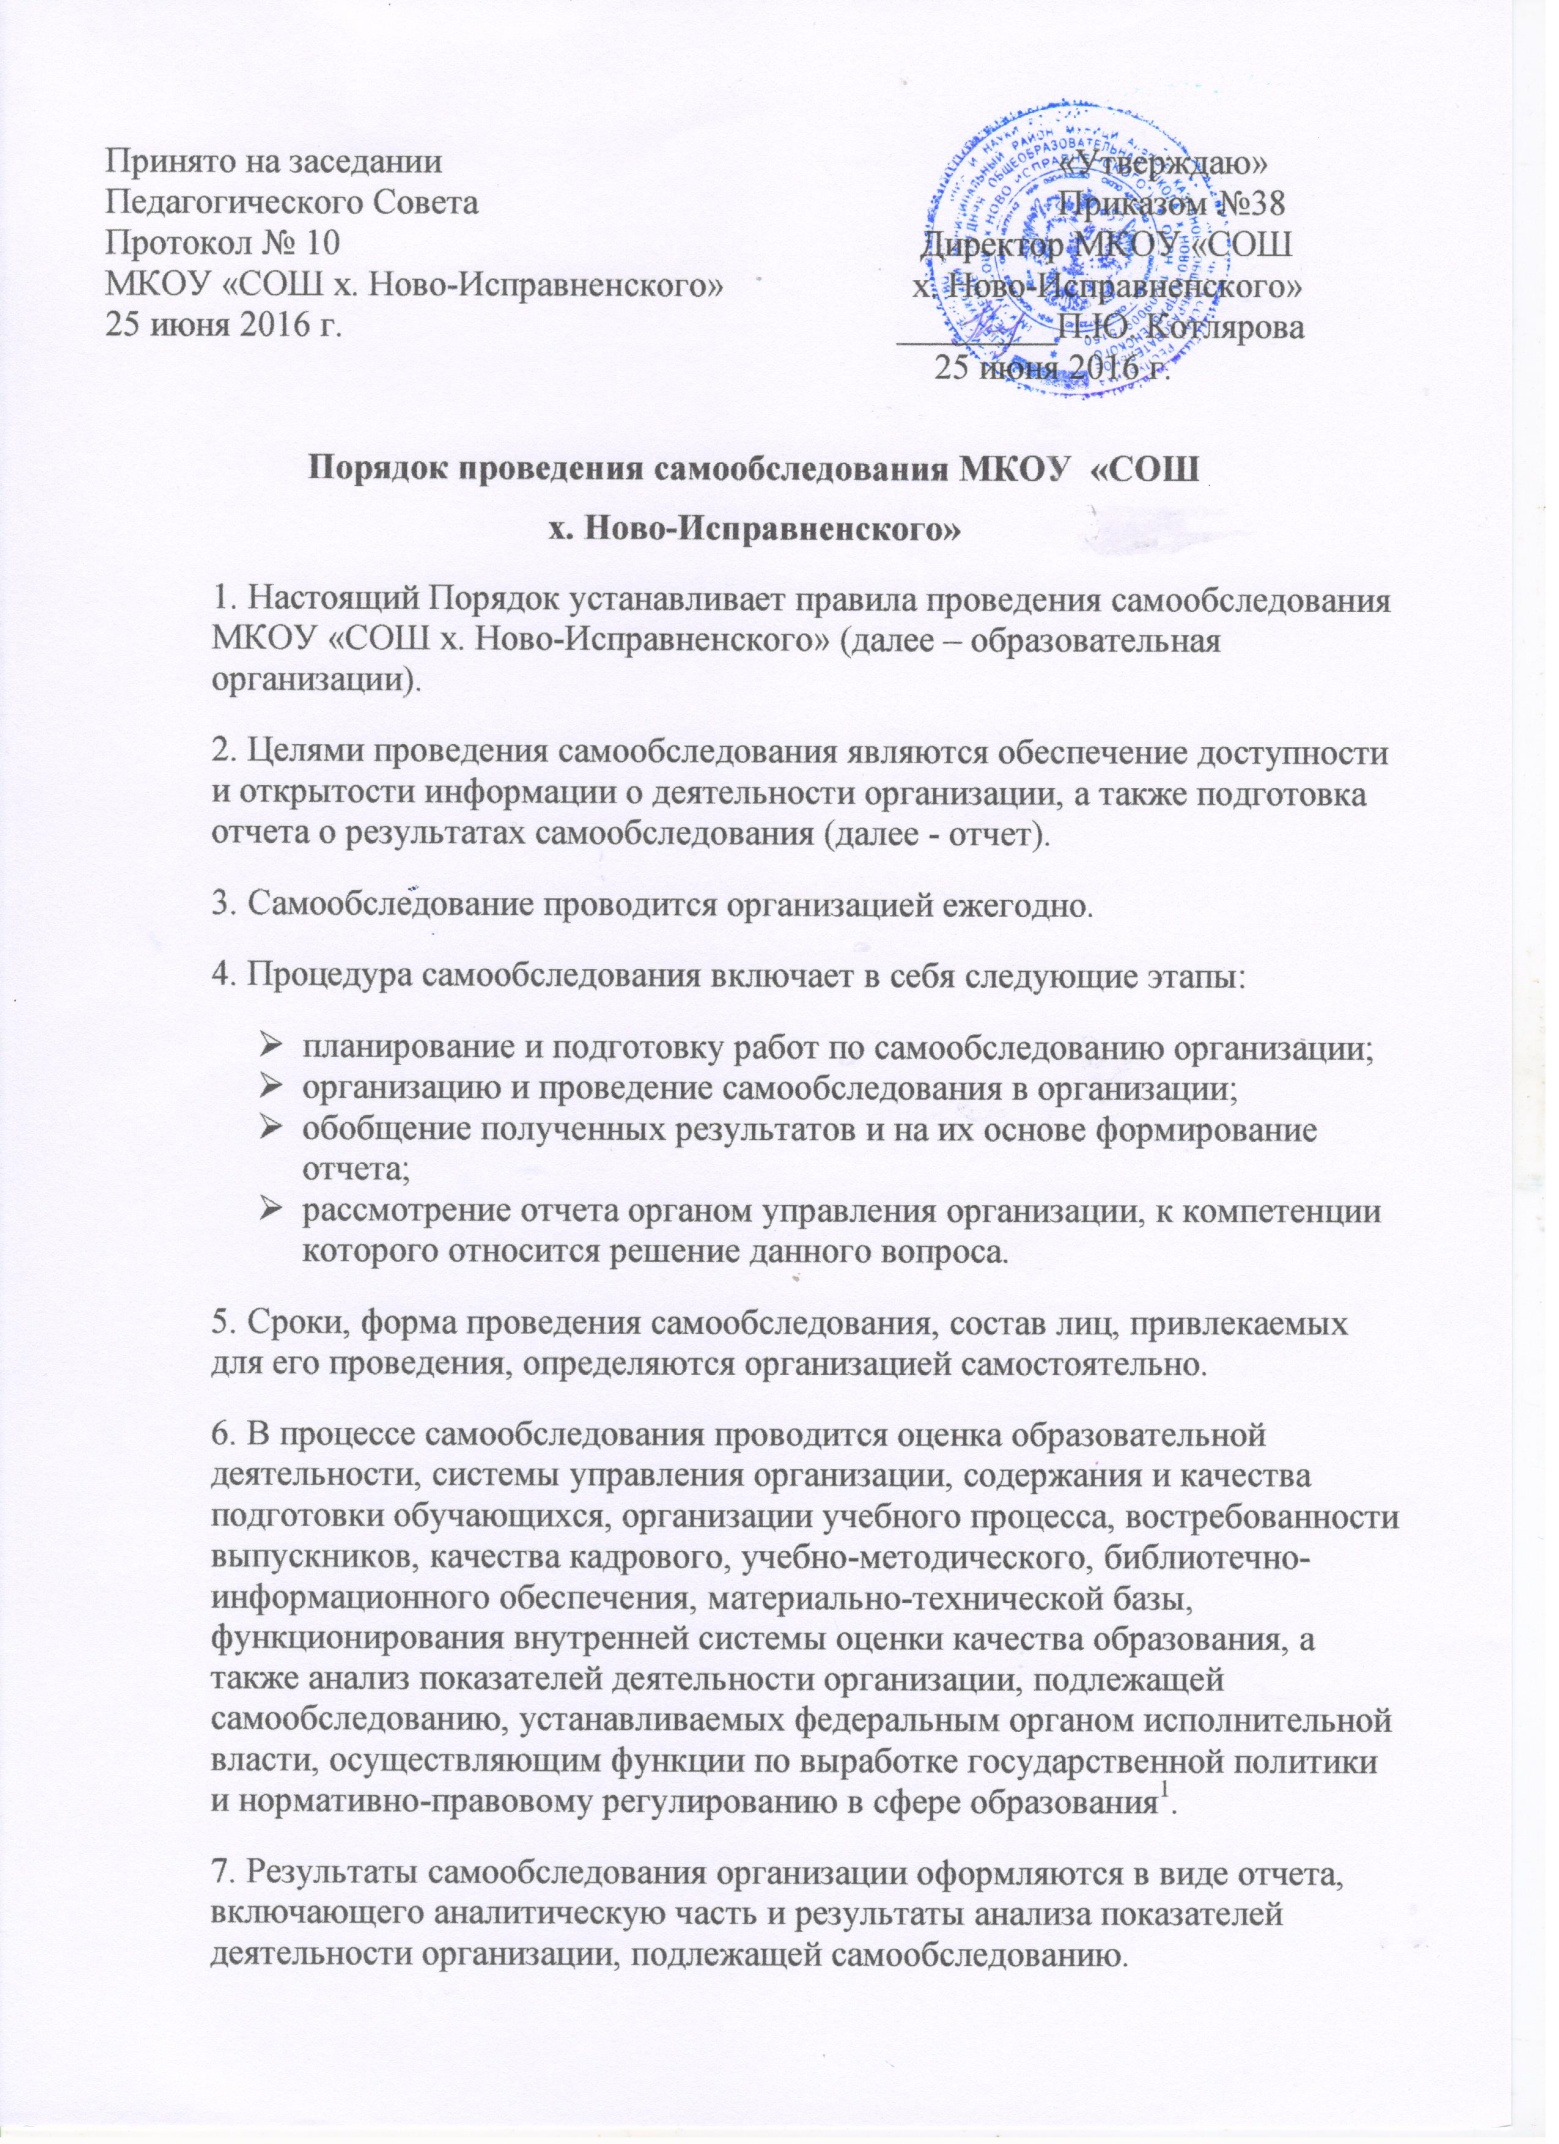 Принято на заседании
Педагогического Совета
Протокол № 10
МКОУ «СОШ х. Ново-Исправненского»
25 июня 2016 г.
«Утверждаю»
Приказом №38
Директор МКОУ «СОШ
х. Ново-Исправненского»
_________П.Ю. Котлярова
25 июня 2016 г.
Порядок проведения самообследования МКОУ «СОШ
х. Ново-Исправненского»
1. Настоящий Порядок устанавливает правила проведения самообследования
МКОУ «СОШ х. Ново-Исправненского» (далее – образовательная
организации).
2. Целями проведения самообследования являются обеспечение доступности
и открытости информации о деятельности организации, а также подготовка
отчета о результатах самообследования (далее - отчет).
3. Самообследование проводится организацией ежегодно.
4. Процедура самообследования включает в себя следующие этапы:
➢ планирование и подготовку работ по самообследованию организации;
➢ организацию и проведение самообследования в организации;
➢ обобщение полученных результатов и на их основе формирование
отчета;
➢ рассмотрение отчета органом управления организации, к компетенции
которого относится решение данного вопроса.
5. Сроки, форма проведения самообследования, состав лиц, привлекаемых
для его проведения, определяются организацией самостоятельно.
6. В процессе самообследования проводится оценка образовательной
деятельности, системы управления организации, содержания и качества
подготовки обучающихся, организации учебного процесса, востребованности
выпускников, качества кадрового, учебно-методического, библиотечно-
информационного обеспечения, материально-технической базы,
функционирования внутренней системы оценки качества образования, а
также анализ показателей деятельности организации, подлежащей
самообследованию, устанавливаемых федеральным органом исполнительной
власти, осуществляющим функции по выработке государственной политики
и нормативно-правовому регулированию в сфере образования¹.
7. Результаты самообследования организации оформляются в виде отчета,
включающего аналитическую часть и результаты анализа показателей
деятельности организации, подлежащей самообследованию.